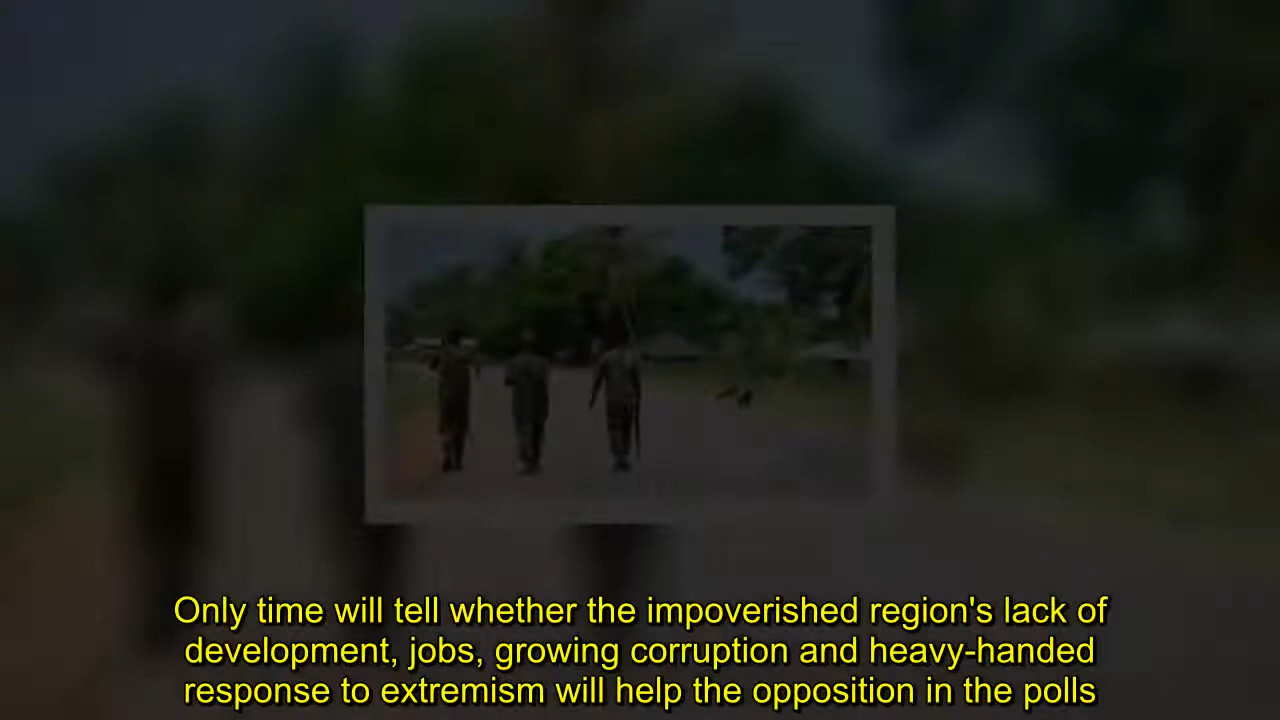 Only time will tell whether the impoverished region's lack of
development, jobs, growing corruption and heavy-handed
response to extremism will help the opposition in the polls